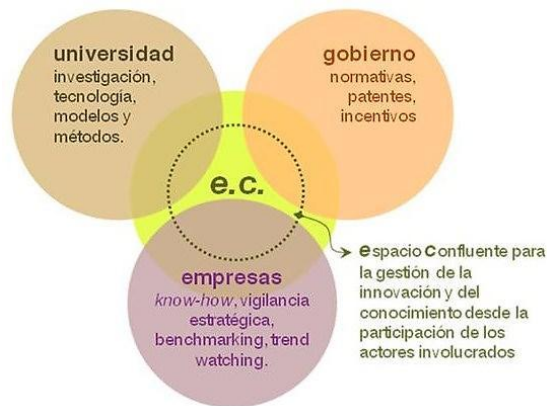 universidad
investigación,
tecnología,
modelos y
métodos.
gobierno
normativas,
patentes,
incentivos
e.c.
empresas
know-how, vigilancia
estratégica,
benchmarking, trend
watching.
espacio confluente para
la gestión de la
innovación y del
conocimiento desde la
participación de los
actores involucrados